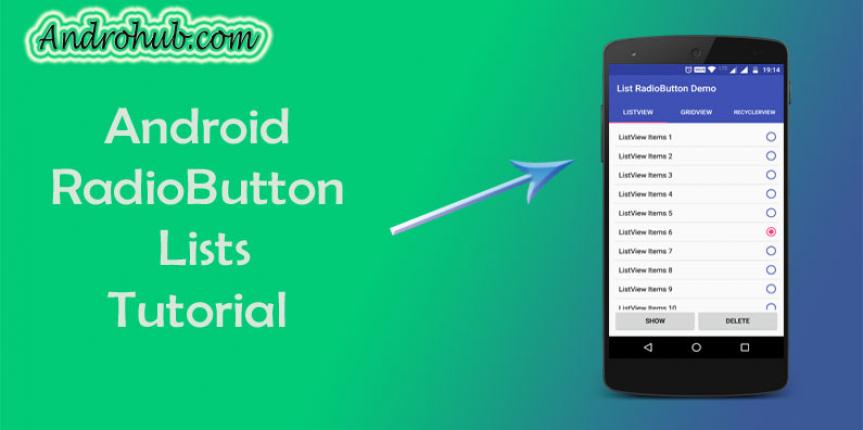 Androhub.com
Android
RadioButton
Lists
Tutorial
19:14
List RadioButton Demo
LISTVIEW GRIDVIEW RECYCLERVIEW
ListView Items 1
ListView Items 2
ListView Items 3
ListView Items 4
ListView Items 5
ListView Items 6
ListView Items 7
ListView Items 8
ListView Items 9
ListView Items 10
SHOW DELETE